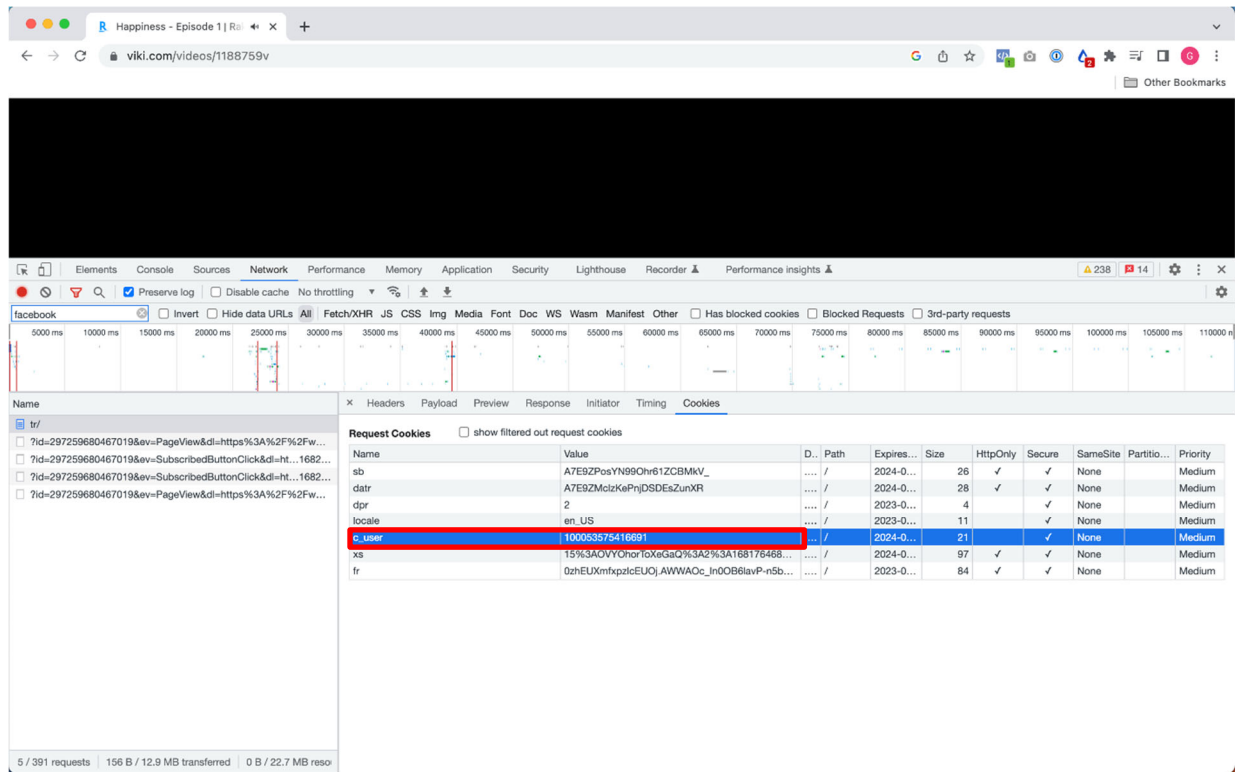 R Happiness - Episode 1 | Ra
viki.com/videos/1188759v
G
1
2
G
Other Bookmarks
Elements Console Sources Network Performance Memory Application Security Lighthouse Recorder Performance insights 238 14
Preserve log Disable cache No throttling
facebook Invert Hide data URLs All Fetch/XHR JS CSS Img Media Font Doc WS Wasm Manifest Other Has blocked cookies Blocked Requests 3rd-party requests
5000 ms 10000 ms 15000 ms 20000 ms 25000 ms 30000 ms 35000 ms 40000 ms 45000 ms 50000 ms 55000 ms 60000 ms 65000 ms 70000 ms 75000 ms 80000 ms 85000 ms 90000 ms 95000 ms 100000 ms 105000 ms 110000 n
Name × Headers Payload Preview Response Initiator Timing Cookies
tr/
?id=297259680467019&ev=PageView&dl=https%3A%2F%2Fw...
?id=297259680467019&ev=SubscribedButtonClick&dl=ht...1682...
?id=297259680467019&ev=SubscribedButtonClick&dl=ht...1682...
?id=297259680467019&ev=PageView&dl=https%3A%2F%2Fw...
Request Cookies show filtered out request cookies
Name Value D.. Path Expires... Size HttpOnly Secure SameSite Partitio... Priority
sb A7E9ZPosYN99Ohr61ZCBMkV_ .... / 2024-0... 26 ✓ ✓ None Medium
datr A7E9ZMclzKePnjDSDEsZunXR .... / 2024-0... 28 ✓ ✓ None Medium
dpr 2 .... / 2023-0... 4 ✓ None Medium
locale en_US .... / 2023-0... 11 ✓ None Medium
c_user 100053575416691 ... / 2024-0... 21 ✓ None Medium
xs 15%3AOVYOhorToXeGaQ%3A2%3A168176468... .... / 2024-0... 97 ✓ ✓ None Medium
fr 0zhEUXmfxpzlcEUOj.AWWAOc_In0OB6lavP-n5b... .... / 2023-0... 84 ✓ ✓ None Medium
5 / 391 requests 156 B / 12.9 MB transferred 0 B / 22.7 MB resou